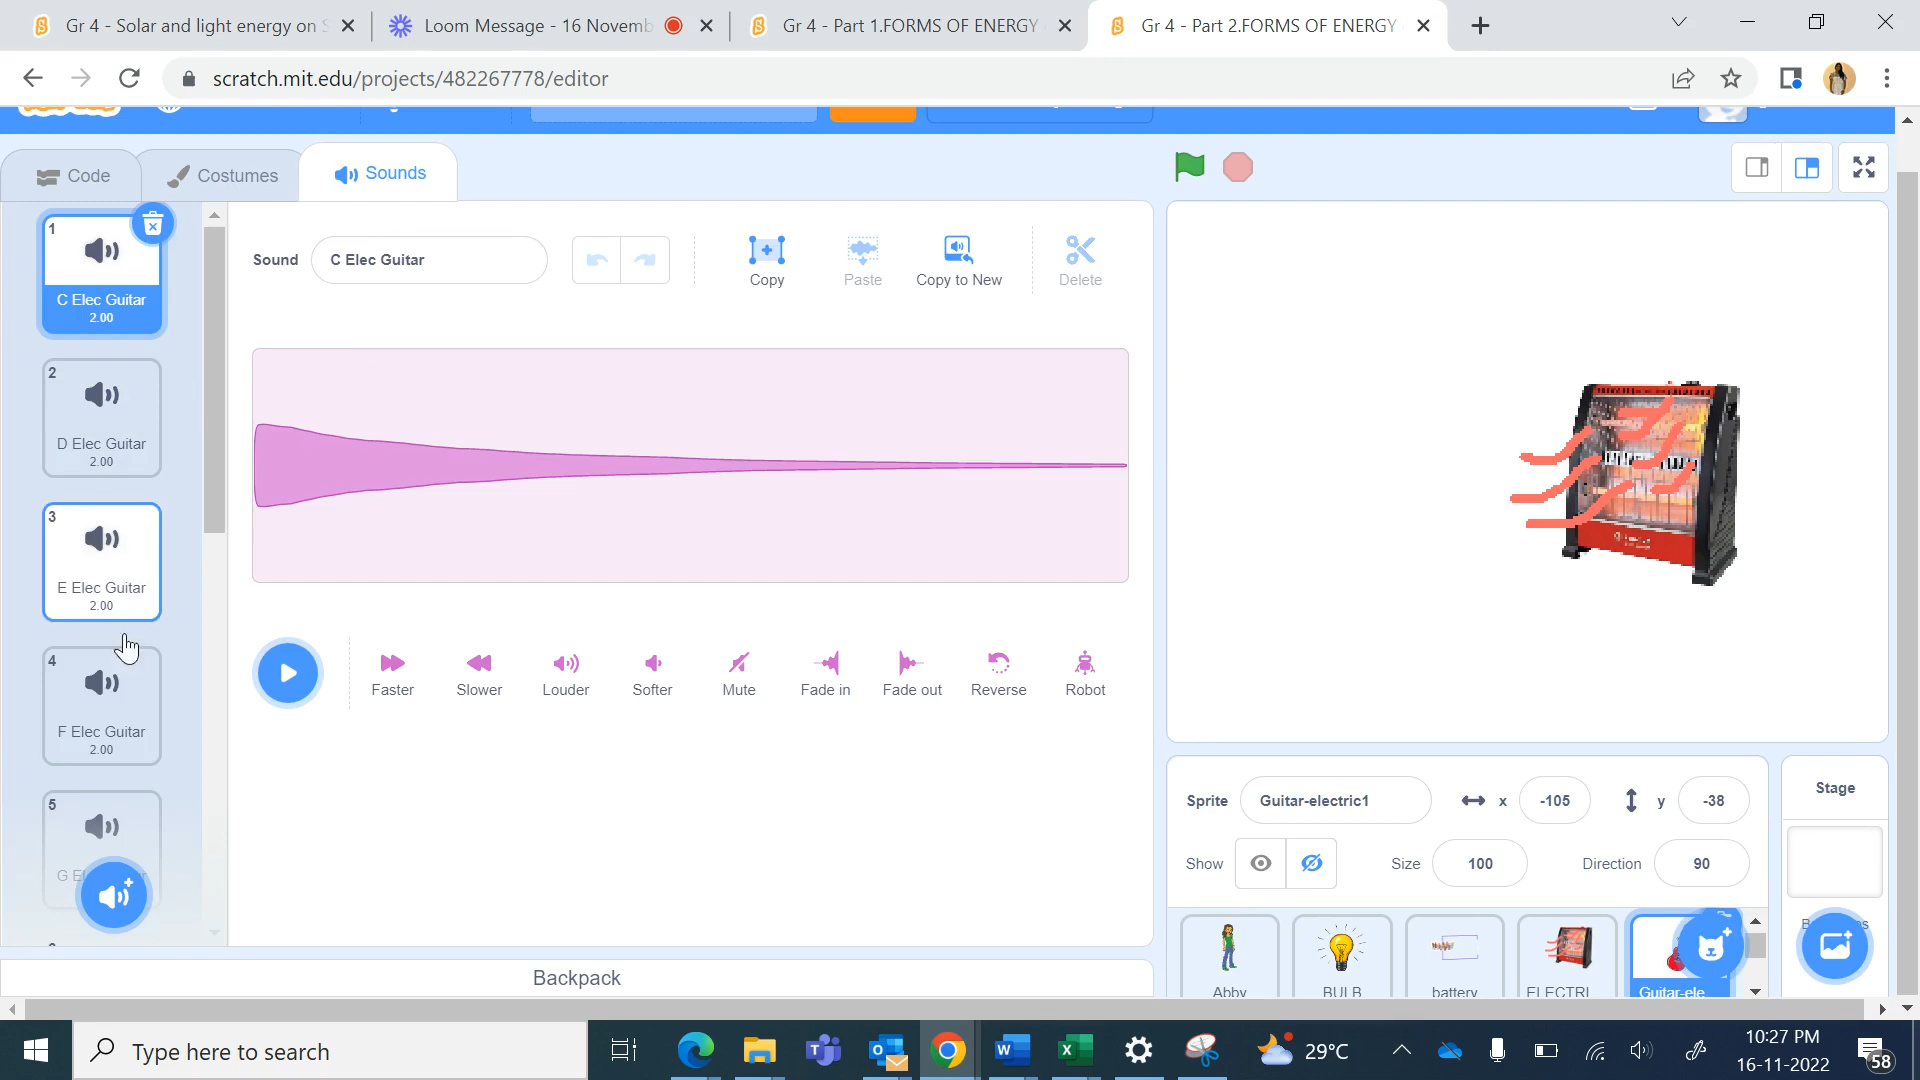 Gr 4 - Solar and light energy on
Loom Message - 16 Novemb
Gr 4 - Part 1.FORMS OF ENERGY
Gr 4 - Part 2.FORMS OF ENERGY
scratch.mit.edu/projects/482267778/editor
Code
Costumes
Sounds
1
C Elec Guitar
2.00
2
D Elec Guitar
2.00
3
E Elec Guitar
2.00
4
F Elec Guitar
2.00
5
Sound
C Elec Guitar
Copy
Paste
Copy to New
Delete
Faster
Slower
Louder
Softer
Mute
Fade in
Fade out
Reverse
Robot
Backpack
Sprite
Guitar-electric1
x
-105
y
-38
Show
Size
100
Direction
90
Stage
Abby
BULB
battery
ELECTRI
Guitar-ele
Type here to search
29°C
10:27 PM
16-11-2022
58